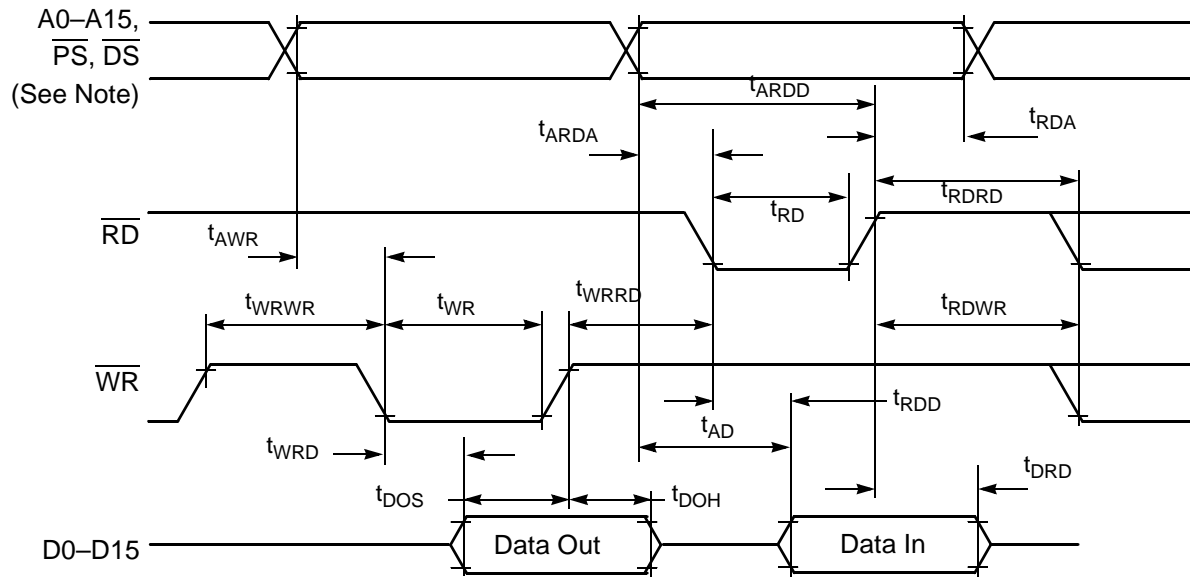 A0–A15,
PS, DS
(See Note)
tARDD
tARDA
tRDA
tRD
tRDRD
RD
tAWR
tWRWR
tWR
tWRRD
tRDWR
WR
tRDD
tAD
tWRD
tDRD
tDOS
tDOH
D0–D15
Data Out
Data In